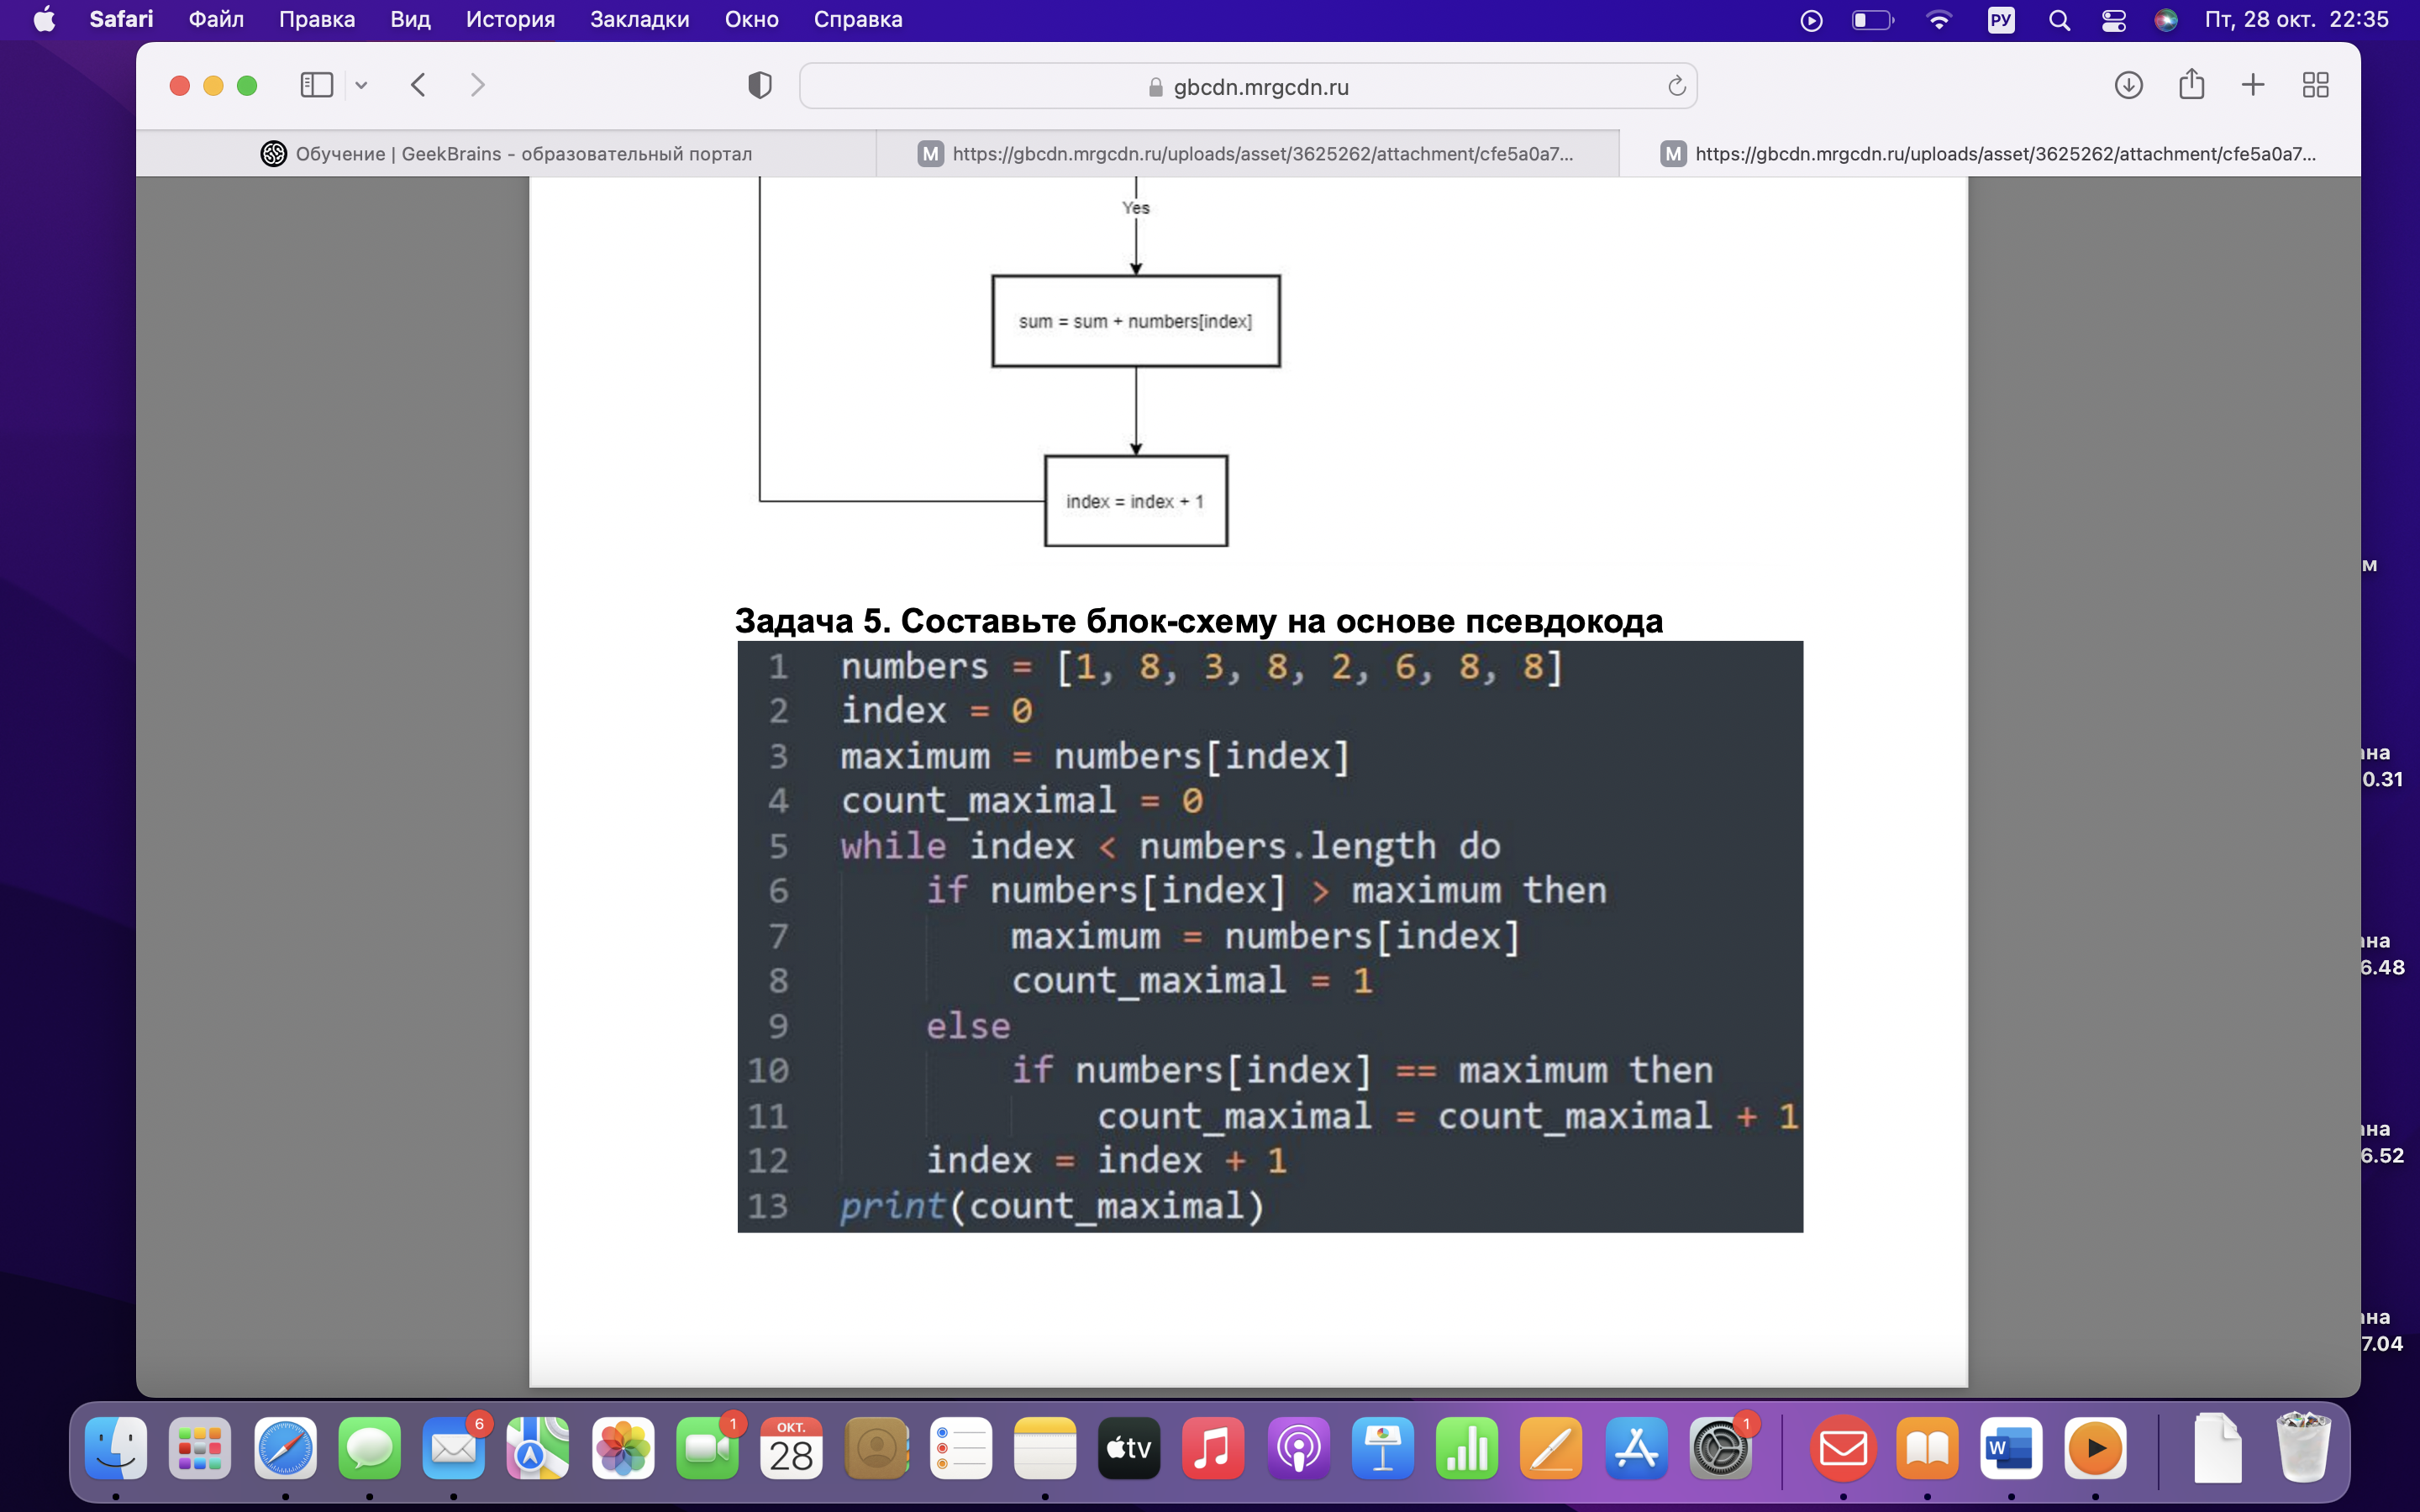 Safari Файл Правка Вид История Закладки Окно Справка РУ Пт, 28 окт. 22:35
gbcdn.mrgcdn.ru
Обучение | GeekBrains - образовательный портал
M https://gbcdn.mrgcdn.ru/uploads/asset/3625262/attachment/cfe5a0a7...
M https://gbcdn.mrgcdn.ru/uploads/asset/3625262/attachment/cfe5a0a7...
Yes
sum = sum + numbers[index]
index = index + 1
Задача 5. Составьте блок-схему на основе псевдокода
1 numbers = [1, 8, 3, 8, 2, 6, 8, 8]
2 index = 0
3 maximum = numbers[index]
4 count_maximal = 0
5 while index < numbers.length do
6 if numbers[index] > maximum then
7 maximum = numbers[index]
8 count_maximal = 1
9 else
10 if numbers[index] == maximum then
11 count_maximal = count_maximal + 1
12 index = index + 1
13 print(count_maximal)
м
на
0.31
на
6.48
на
6.52
на
7.04
6
1
ОКТ.
28
tv
1
W